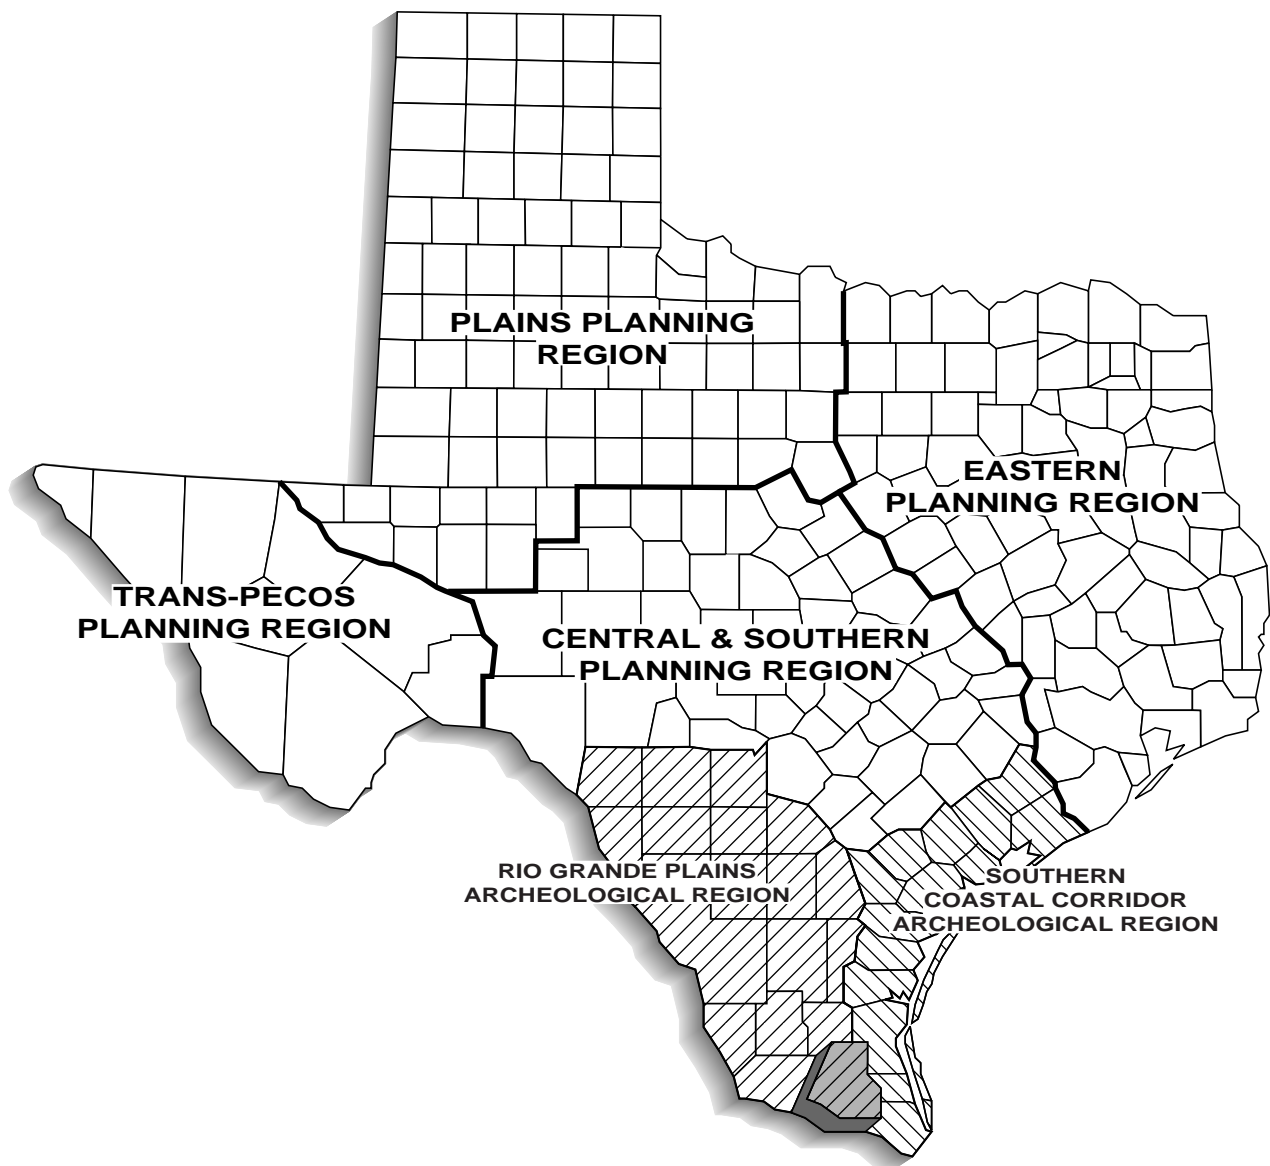 PLAINS PLANNING
REGION
EASTERN
PLANNING REGION
TRANS-PECOS
PLANNING REGION
CENTRAL & SOUTHERN
PLANNING REGION
RIO GRANDE PLAINS
ARCHEOLOGICAL REGION
SOUTHERN
COASTAL CORRIDOR
ARCHEOLOGICAL REGION